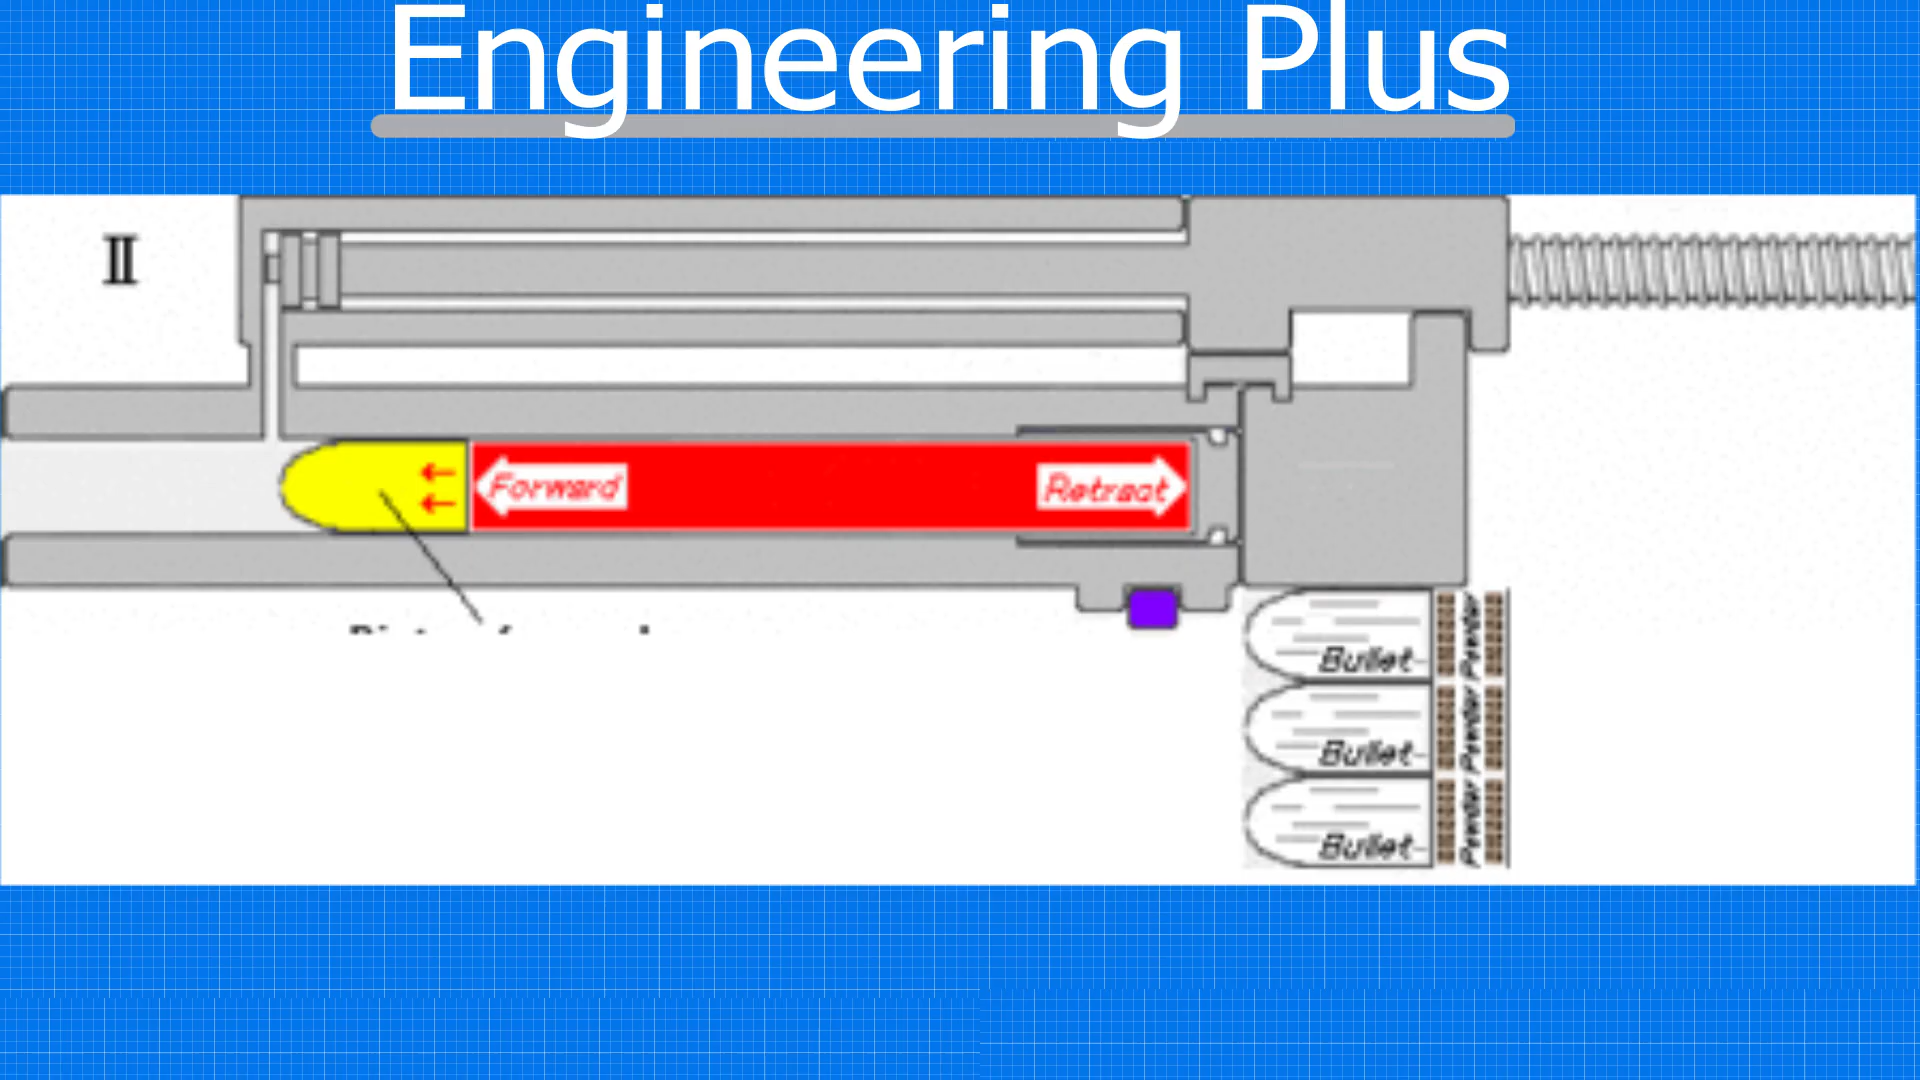 Engineering Plus
II
Forward
Retract
Bullet
Powder
Bullet
Powder
Bullet
Powder